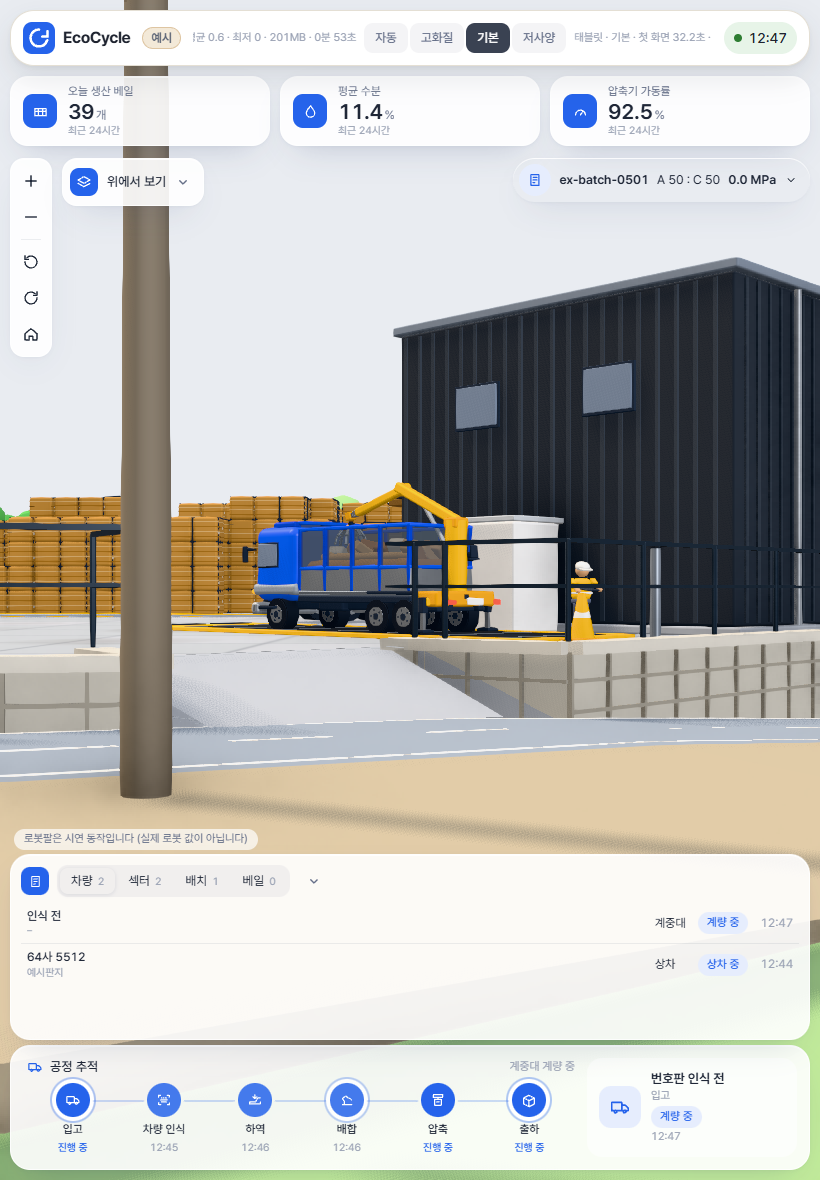 EcoCycle 예시 평균 0.6 · 최저 0 · 201MB · 0분 53초 자동 고화질 기본 저사양 태블릿 · 기본 · 첫 화면 32.2초 · 12:47
오늘 생산 베일
39개
최근 24시간
평균 수분
11.4%
최근 24시간
압축기 가동률
92.5%
최근 24시간
위에서 보기
ex-batch-0501 A 50 : C 50 0.0 MPa
로봇팔은 시연 동작입니다 (실제 로봇 값이 아닙니다)
차량 2 섹터 2 배치 1 베일 0
인식 전 계중대 계량 중 12:47
–
64사 5512 상차 상차 중 12:44
예시판지
공정 추적 계중대 계량 중
입고 차량 인식 하역 배합 압축 출하
진행 중 12:45 12:46 12:46 진행 중 진행 중
번호판 인식 전
입고
계량 중
12:47